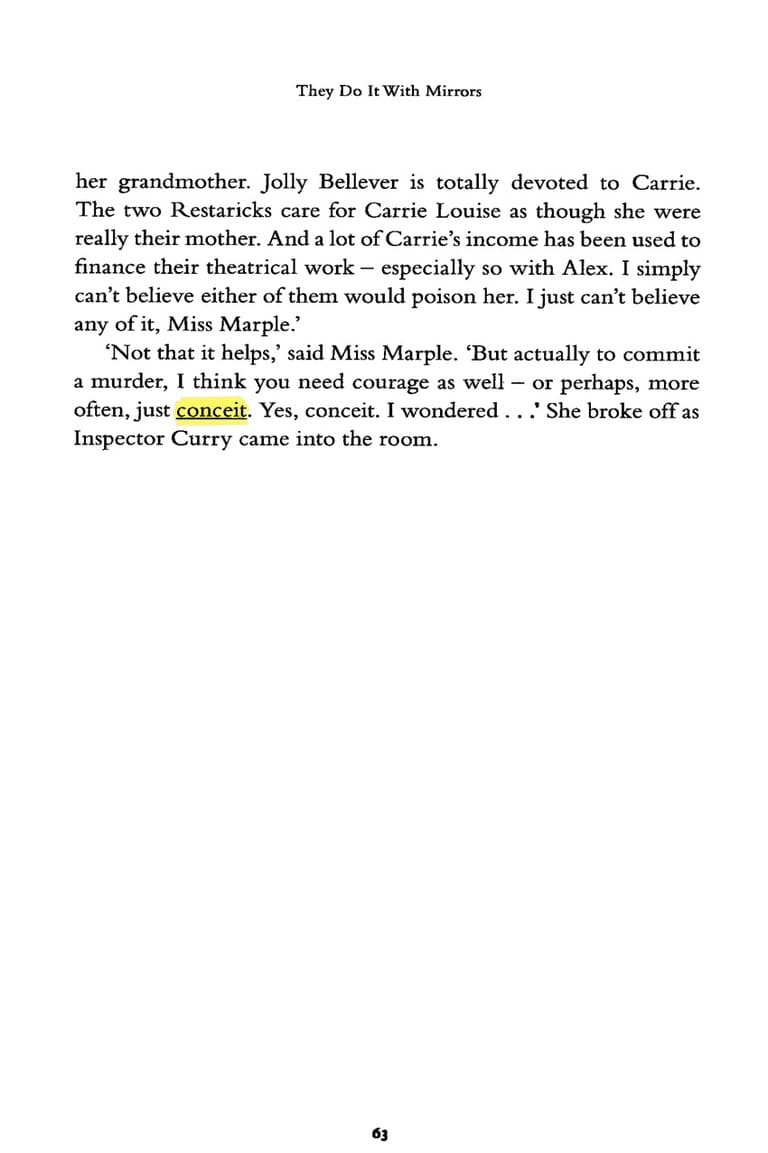 They Do It With Mirrors
her grandmother. Jolly Bellever is totally devoted to Carrie.
The two Restaricks care for Carrie Louise as though she were
really their mother. And a lot of Carrie’s income has been used to
finance their theatrical work – especially so with Alex. I simply
can’t believe either of them would poison her. I just can’t believe
any of it, Miss Marple.’
‘Not that it helps,’ said Miss Marple. ‘But actually to commit
a murder, I think you need courage as well – or perhaps, more
often, just conceit. Yes, conceit. I wondered . . .’ She broke off as
Inspector Curry came into the room.
63